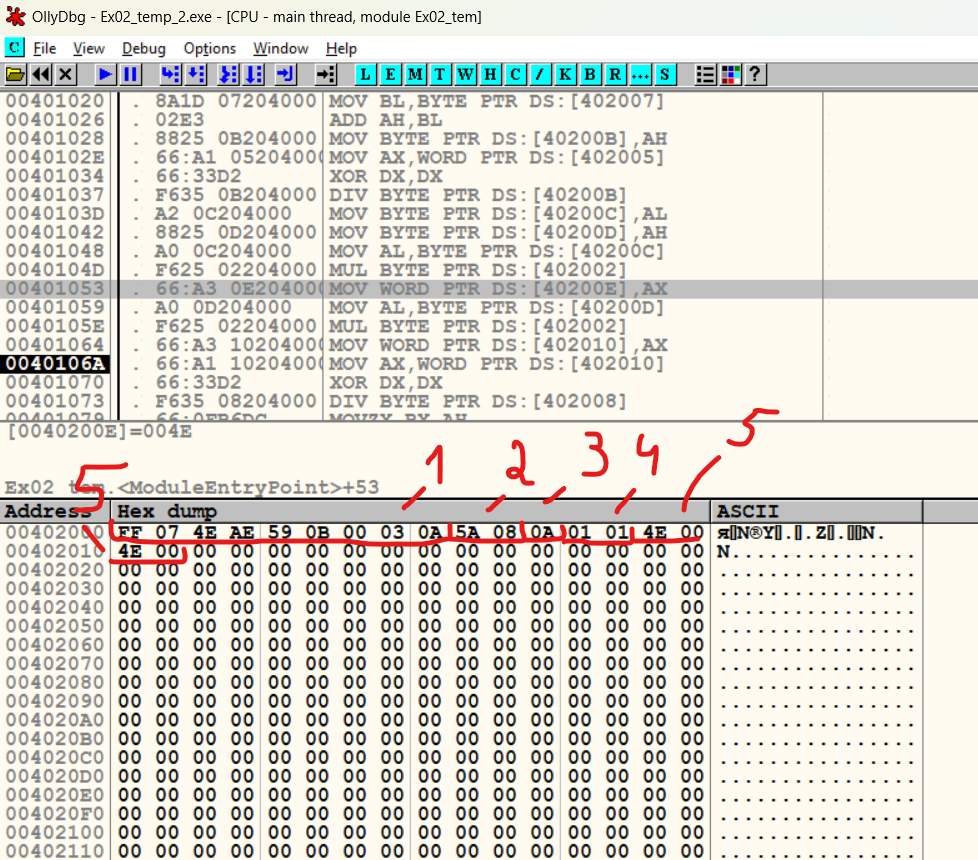 OllyDbg - Ex02_temp_2.exe - [CPU - main thread, module Ex02_tem]
C File View Debug Options Window Help
L E M T W H C / K B R ... S ?
00401020 . 8A1D 07204000 MOV BL,BYTE PTR DS:[402007]
00401026 . 02E3 ADD AH,BL
00401028 . 8825 0B204000 MOV BYTE PTR DS:[40200B],AH
0040102E . 66:A1 05204000 MOV AX,WORD PTR DS:[402005]
00401034 . 66:33D2 XOR DX,DX
00401037 . F635 0B204000 DIV BYTE PTR DS:[40200B]
0040103D . A2 0C204000 MOV BYTE PTR DS:[40200C],AL
00401042 . 8825 0D204000 MOV BYTE PTR DS:[40200D],AH
00401048 . A0 0C204000 MOV AL,BYTE PTR DS:[40200C]
0040104D . F625 02204000 MUL BYTE PTR DS:[402002]
00401053 . 66:A3 0E204000 MOV WORD PTR DS:[40200E],AX
00401059 . A0 0D204000 MOV AL,BYTE PTR DS:[40200D]
0040105E . F625 02204000 MUL BYTE PTR DS:[402002]
00401064 . 66:A3 10204000 MOV WORD PTR DS:[402010],AX
0040106A . 66:A1 10204000 MOV AX,WORD PTR DS:[402010]
00401070 . 66:33D2 XOR DX,DX
00401073 . F635 08204000 DIV BYTE PTR DS:[402008]
00401079 . 66:0FB6DC MOVZX BX,AH
[0040200E]=004E
5 1 2 3 4 5
Ex02_tem.<ModuleEntryPoint>+53
Address Hex dump ASCII
00402000 FF 07 4E AE 59 0B 00 03 0A 5A 08 0A 01 01 4E 00 я▯N®Y▯.▯.Z▯.▯▯N.
00402010 4E 00 00 00 00 00 00 00 00 00 00 00 00 00 00 00 N...............
00402020 00 00 00 00 00 00 00 00 00 00 00 00 00 00 00 00 ................
00402030 00 00 00 00 00 00 00 00 00 00 00 00 00 00 00 00 ................
00402040 00 00 00 00 00 00 00 00 00 00 00 00 00 00 00 00 ................
00402050 00 00 00 00 00 00 00 00 00 00 00 00 00 00 00 00 ................
00402060 00 00 00 00 00 00 00 00 00 00 00 00 00 00 00 00 ................
00402070 00 00 00 00 00 00 00 00 00 00 00 00 00 00 00 00 ................
00402080 00 00 00 00 00 00 00 00 00 00 00 00 00 00 00 00 ................
00402090 00 00 00 00 00 00 00 00 00 00 00 00 00 00 00 00 ................
004020A0 00 00 00 00 00 00 00 00 00 00 00 00 00 00 00 00 ................
004020B0 00 00 00 00 00 00 00 00 00 00 00 00 00 00 00 00 ................
004020C0 00 00 00 00 00 00 00 00 00 00 00 00 00 00 00 00 ................
004020D0 00 00 00 00 00 00 00 00 00 00 00 00 00 00 00 00 ................
004020E0 00 00 00 00 00 00 00 00 00 00 00 00 00 00 00 00 ................
004020F0 00 00 00 00 00 00 00 00 00 00 00 00 00 00 00 00 ................
00402100 00 00 00 00 00 00 00 00 00 00 00 00 00 00 00 00 ................
00402110 00 00 00 00 00 00 00 00 00 00 00 00 00 00 00 00 ................